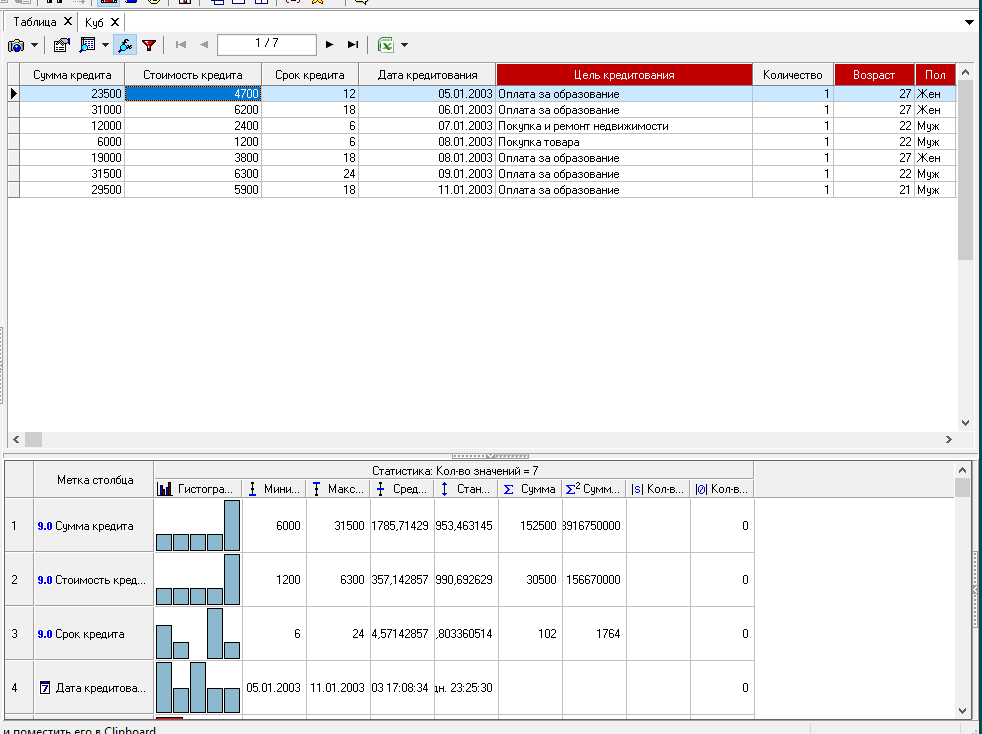 Таблица Куб
1 / 7
Сумма кредита Стоимость кредита Срок кредита Дата кредитования Цель кредитования Количество Возраст Пол
23500 4700 12 05.01.2003 Оплата за образование 1 27 Жен
31000 6200 18 06.01.2003 Оплата за образование 1 27 Жен
12000 2400 6 07.01.2003 Покупка и ремонт недвижимости 1 22 Муж
6000 1200 6 08.01.2003 Покупка товара 1 22 Муж
19000 3800 18 08.01.2003 Оплата за образование 1 27 Жен
31500 6300 24 09.01.2003 Оплата за образование 1 22 Муж
29500 5900 18 11.01.2003 Оплата за образование 1 21 Муж
Метка столбца
Статистика: Кол-во значений = 7
Гистогра... Мини... Макс... Сред... Стан... Σ Сумма Σ² Сумм... |S| Кол-в... |Ø| Кол-в...
1 9.0 Сумма кредита 6000 31500 1785,71429 953,463145 152500 3916750000 0
2 9.0 Стоимость кред... 1200 6300 357,142857 990,692629 30500 156670000 0
3 9.0 Срок кредита 6 24 4,57142857 ,803360514 102 1764 0
4 7 Дата кредитова... 05.01.2003 11.01.2003 03 17:08:34 дн. 23:25:30 0
и поместить его в Clipboard